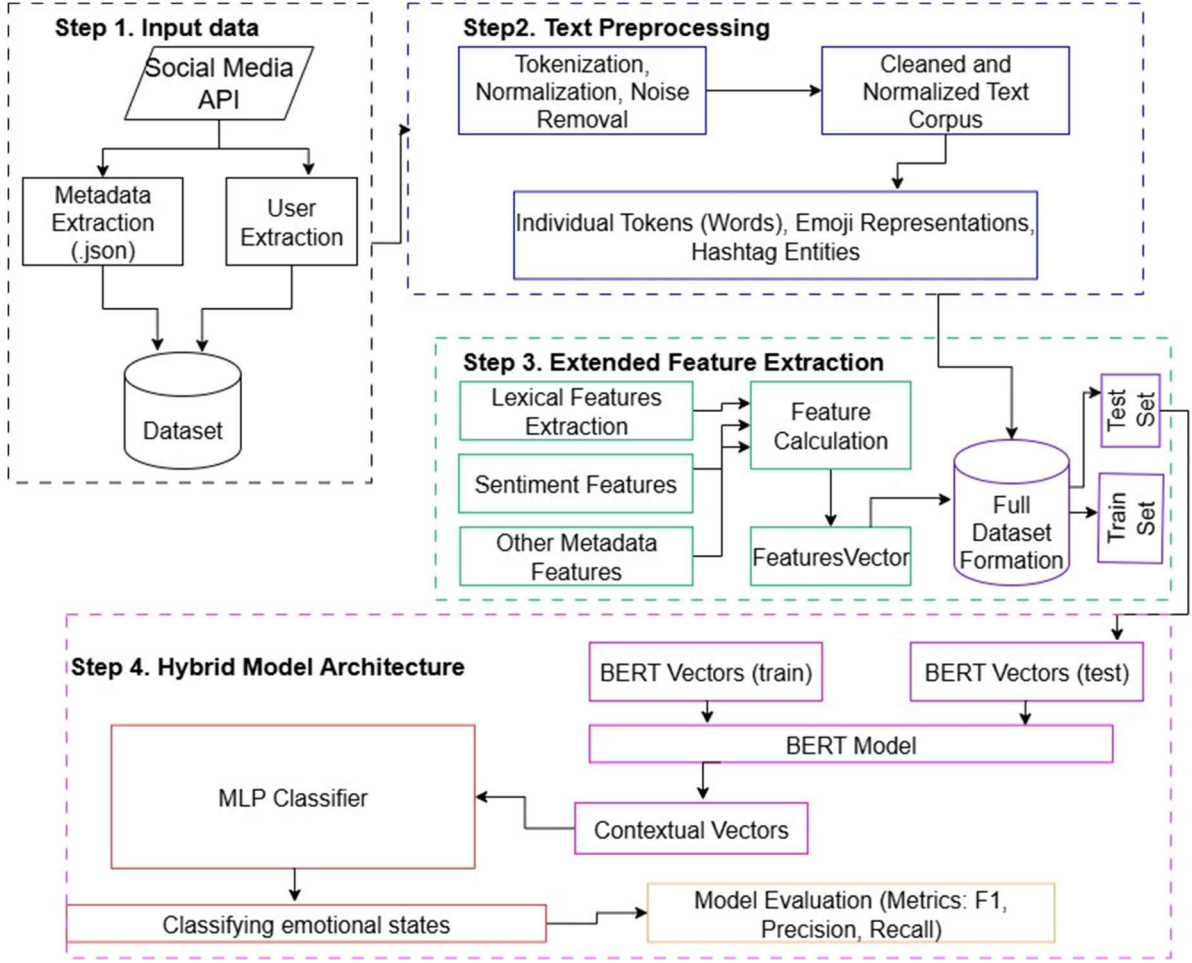 Step 1. Input data
Social Media
API
Metadata
Extraction
(.json)
User
Extraction
Dataset
Step2. Text Preprocessing
Tokenization,
Normalization, Noise
Removal
Cleaned and
Normalized Text
Corpus
Individual Tokens (Words), Emoji Representations,
Hashtag Entities
Step 3. Extended Feature Extraction
Lexical Features
Extraction
Sentiment Features
Other Metadata
Features
Feature
Calculation
FeaturesVector
Full
Dataset
Formation
Test
Set
Train
Set
Step 4. Hybrid Model Architecture
BERT Vectors (train)
BERT Vectors (test)
BERT Model
Contextual Vectors
MLP Classifier
Classifying emotional states
Model Evaluation (Metrics: F1,
Precision, Recall)